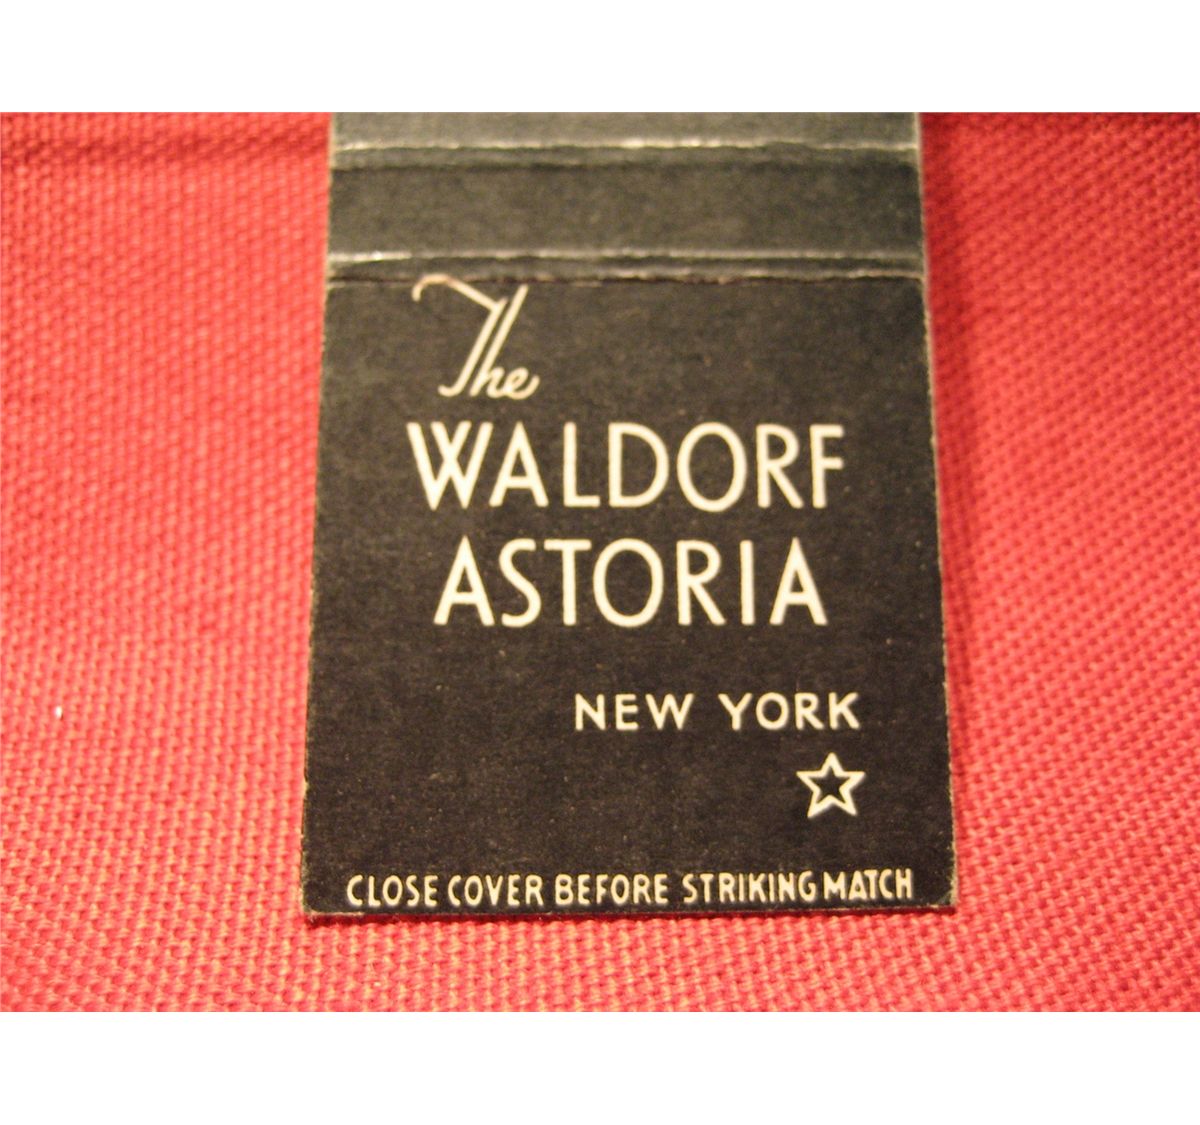 The
WALDORF
ASTORIA
NEW YORK
CLOSE COVER BEFORE STRIKING MATCH